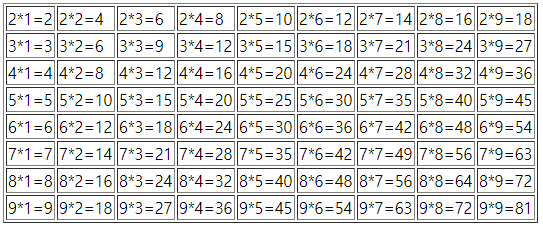 2*1=2 2*2=4 2*3=6 2*4=8 2*5=10 2*6=12 2*7=14 2*8=16 2*9=18
3*1=3 3*2=6 3*3=9 3*4=12 3*5=15 3*6=18 3*7=21 3*8=24 3*9=27
4*1=4 4*2=8 4*3=12 4*4=16 4*5=20 4*6=24 4*7=28 4*8=32 4*9=36
5*1=5 5*2=10 5*3=15 5*4=20 5*5=25 5*6=30 5*7=35 5*8=40 5*9=45
6*1=6 6*2=12 6*3=18 6*4=24 6*5=30 6*6=36 6*7=42 6*8=48 6*9=54
7*1=7 7*2=14 7*3=21 7*4=28 7*5=35 7*6=42 7*7=49 7*8=56 7*9=63
8*1=8 8*2=16 8*3=24 8*4=32 8*5=40 8*6=48 8*7=56 8*8=64 8*9=72
9*1=9 9*2=18 9*3=27 9*4=36 9*5=45 9*6=54 9*7=63 9*8=72 9*9=81